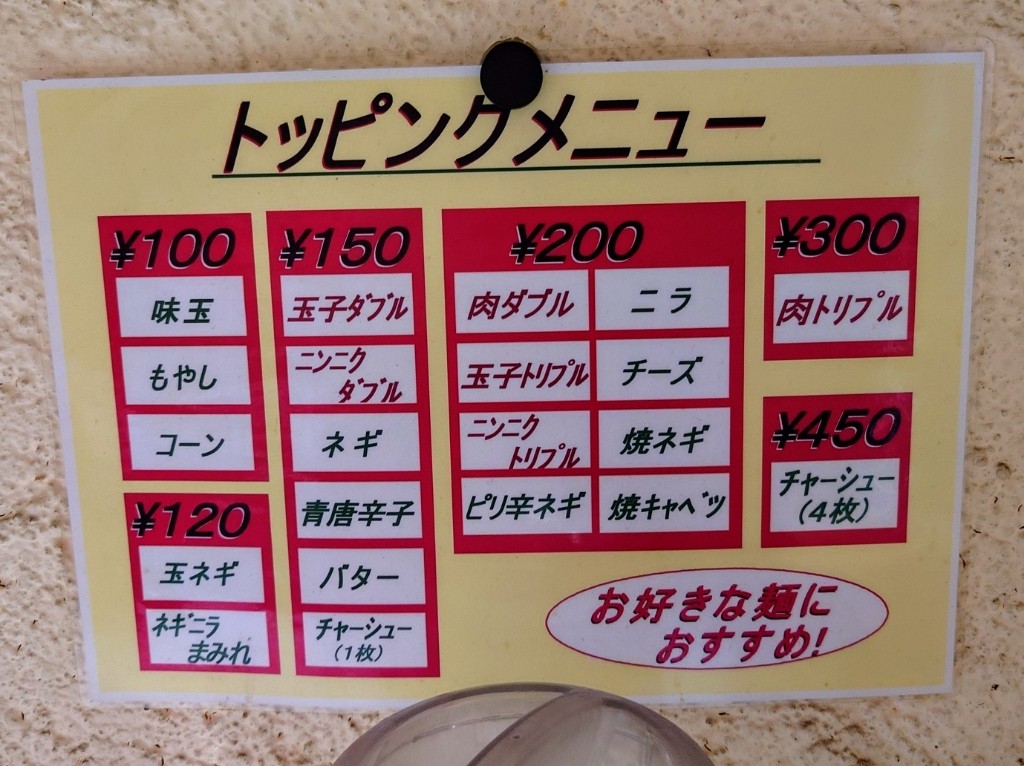 トッピングメニュー
¥100
味玉
もやし
コーン
¥120
玉ネギ
ネギニラ
まみれ
¥150
玉子ダブル
ニンニク
ダブル
ネギ
青唐辛子
バター
チャーシュー
(1枚)
¥200
肉ダブル
ニラ
玉子トリプル
チーズ
ニンニク
トリプル
焼ネギ
ピリ辛ネギ
焼キャベツ
¥300
肉トリプル
¥450
チャーシュー
(4枚)
お好きな麺に
おすすめ!